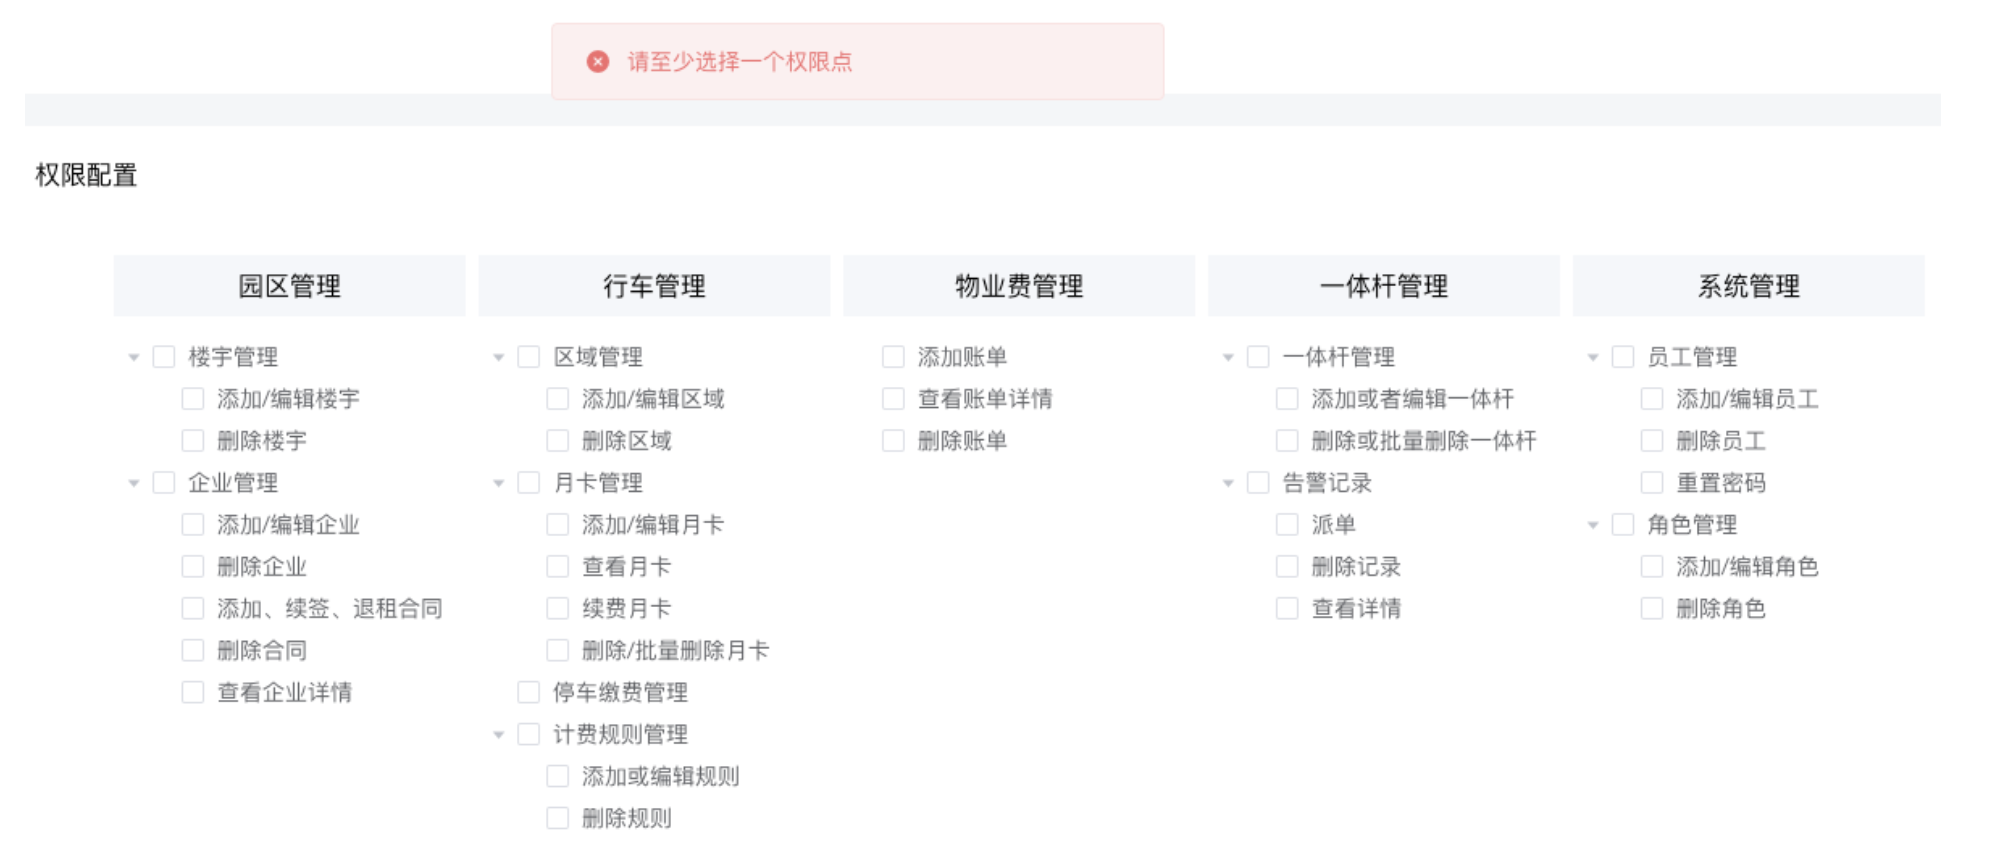 请至少选择一个权限点
权限配置
园区管理
楼宇管理
添加/编辑楼宇
删除楼宇
企业管理
添加/编辑企业
删除企业
添加、续签、退租合同
删除合同
查看企业详情
行车管理
区域管理
添加/编辑区域
删除区域
月卡管理
添加/编辑月卡
查看月卡
续费月卡
删除/批量删除月卡
停车缴费管理
计费规则管理
添加或编辑规则
删除规则
物业费管理
添加账单
查看账单详情
删除账单
一体杆管理
一体杆管理
添加或者编辑一体杆
删除或批量删除一体杆
告警记录
派单
删除记录
查看详情
系统管理
员工管理
添加/编辑员工
删除员工
重置密码
角色管理
添加/编辑角色
删除角色